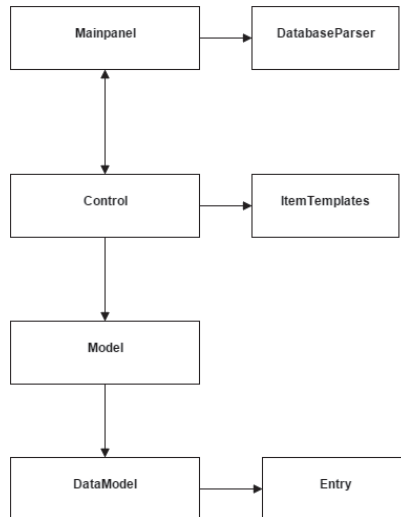 Mainpanel
DatabaseParser
Control
ItemTemplates
Model
DataModel
Entry